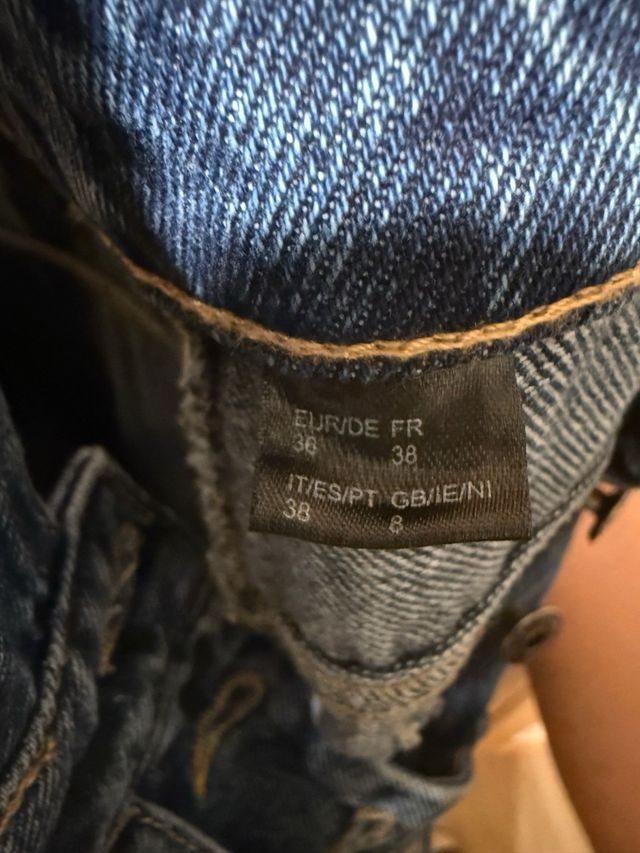 EUR/DE FR
36 38
IT/ES/PT GB/IE/NI
38 8